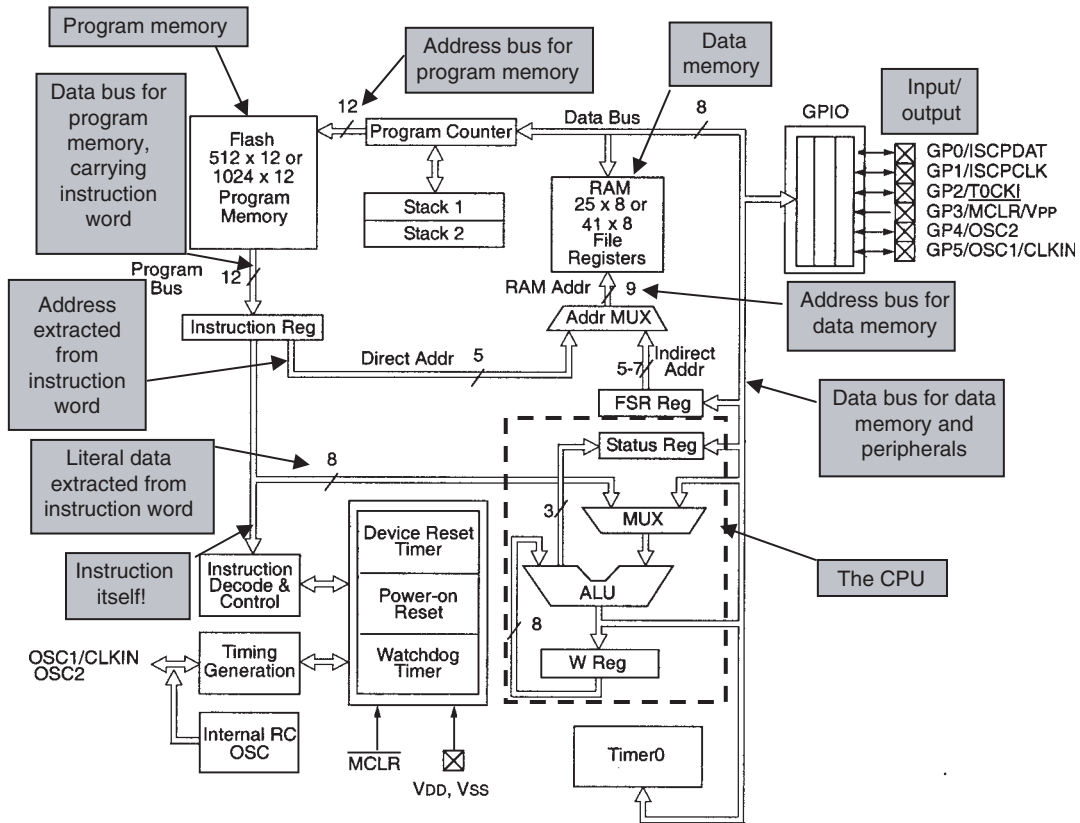 Program memory
Address bus for
program memory
Data
memory
Input/
output
Data bus for
program
memory,
carrying
instruction
word
12
Data Bus
8
GPIO
Flash
512 x 12 or
1024 x 12
Program
Memory
Program Counter
Stack 1
Stack 2
RAM
25 x 8 or
41 x 8
File
Registers
GP0/ISCPDAT
GP1/ISCPCLK
GP2/T0CKI
GP3/MCLR/VPP
GP4/OSC2
GP5/OSC1/CLKIN
Program
Bus
12
RAM Addr
9
Address bus for
data memory
Address
extracted
from
instruction
word
Instruction Reg
Addr MUX
Direct Addr
5
5-7
Indirect
Addr
FSR Reg
Data bus for data
memory and
peripherals
Literal data
extracted from
instruction word
8
Status Reg
3
MUX
Instruction
itself!
Instruction
Decode &
Control
Device Reset
Timer
Power-on
Reset
Watchdog
Timer
ALU
The CPU
8
W Reg
OSC1/CLKIN
OSC2
Timing
Generation
Internal RC
OSC
MCLR
VDD, VSS
Timer0